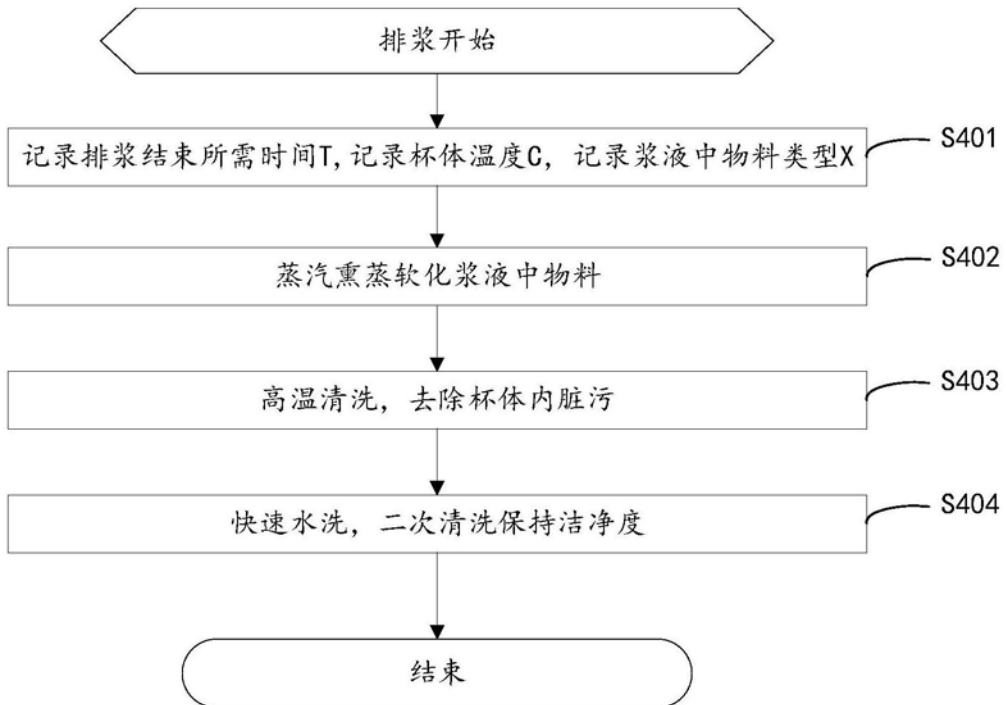 排浆开始
记录排浆结束所需时间T,记录杯体温度C, 记录浆液中物料类型X
S401
蒸汽熏蒸软化浆液中物料
S402
高温清洗, 去除杯体内脏污
S403
快速水洗, 二次清洗保持洁净度
S404
结束